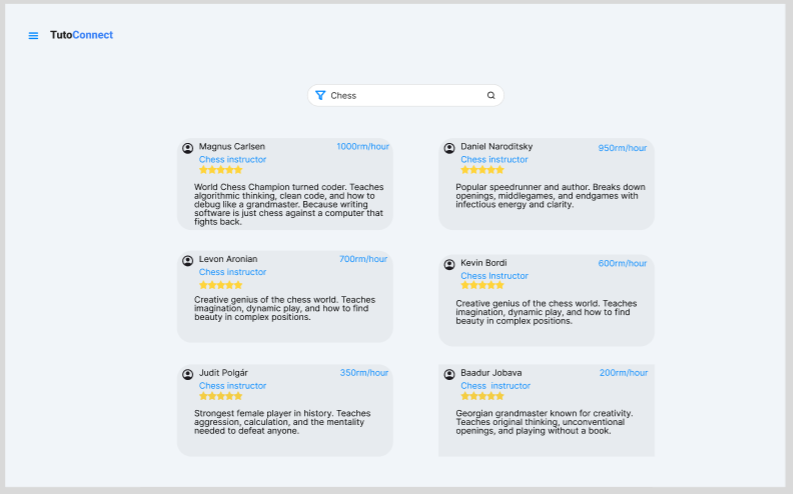 TutoConnect
Chess
Magnus Carlsen 1000rm/hour
Chess instructor
World Chess Champion turned coder. Teaches
algorithmic thinking, clean code, and how to
debug like a grandmaster. Because writing
software is just chess against a computer that
fights back.
Daniel Naroditsky 950rm/hour
Chess instructor
Popular speedrunner and author. Breaks down
openings, middlegames, and endgames with
infectious energy and clarity.
Levon Aronian 700rm/hour
Chess instructor
Creative genius of the chess world. Teaches
imagination, dynamic play, and how to find
beauty in complex positions.
Kevin Bordi 600rm/hour
Chess Instructor
Creative genius of the chess world. Teaches
imagination, dynamic play, and how to find
beauty in complex positions.
Judit Polgár 350rm/hour
Chess instructor
Strongest female player in history. Teaches
aggression, calculation, and the mentality
needed to defeat anyone.
Baadur Jobava 200rm/hour
Chess  instructor
Georgian grandmaster known for creativity.
Teaches original thinking, unconventional
openings, and playing without a book.